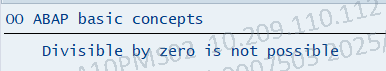 OO ABAP basic concepts
Divisible by zero is not possible